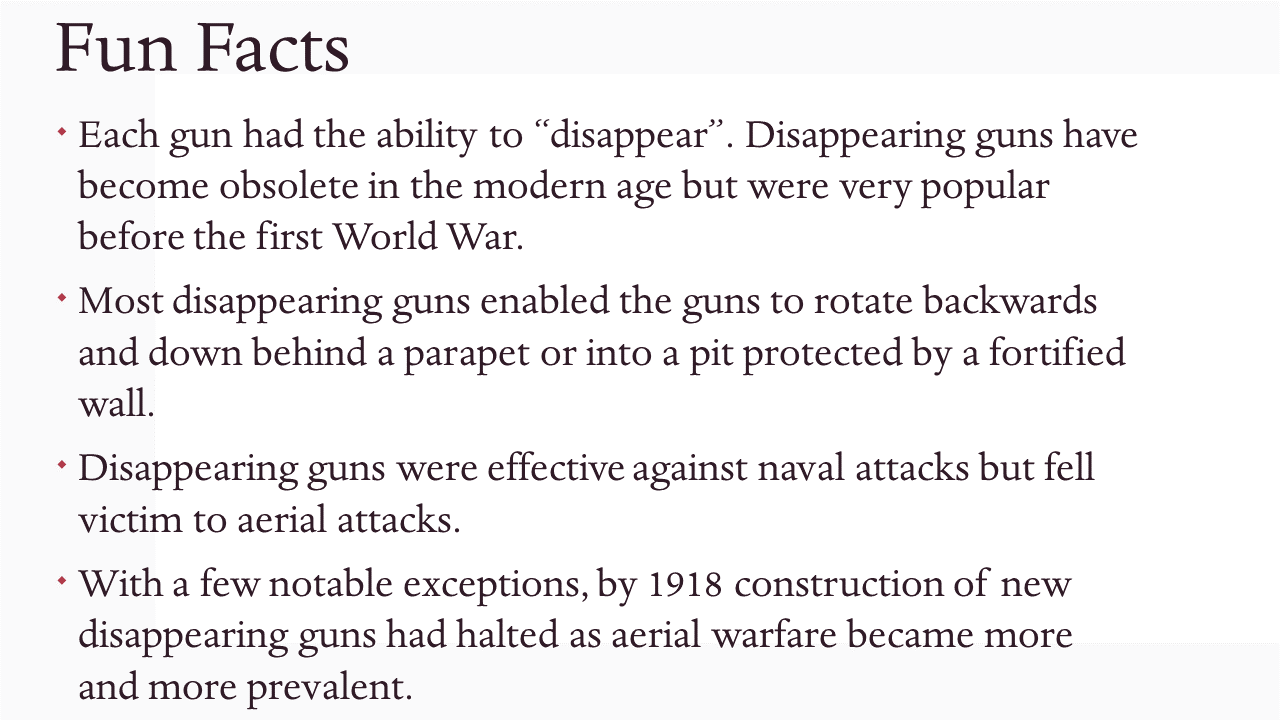 Fun Facts
Each gun had the ability to “disappear”. Disappearing guns have
become obsolete in the modern age but were very popular
before the first World War.
Most disappearing guns enabled the guns to rotate backwards
and down behind a parapet or into a pit protected by a fortified
wall.
Disappearing guns were effective against naval attacks but fell
victim to aerial attacks.
With a few notable exceptions, by 1918 construction of new
disappearing guns had halted as aerial warfare became more
and more prevalent.